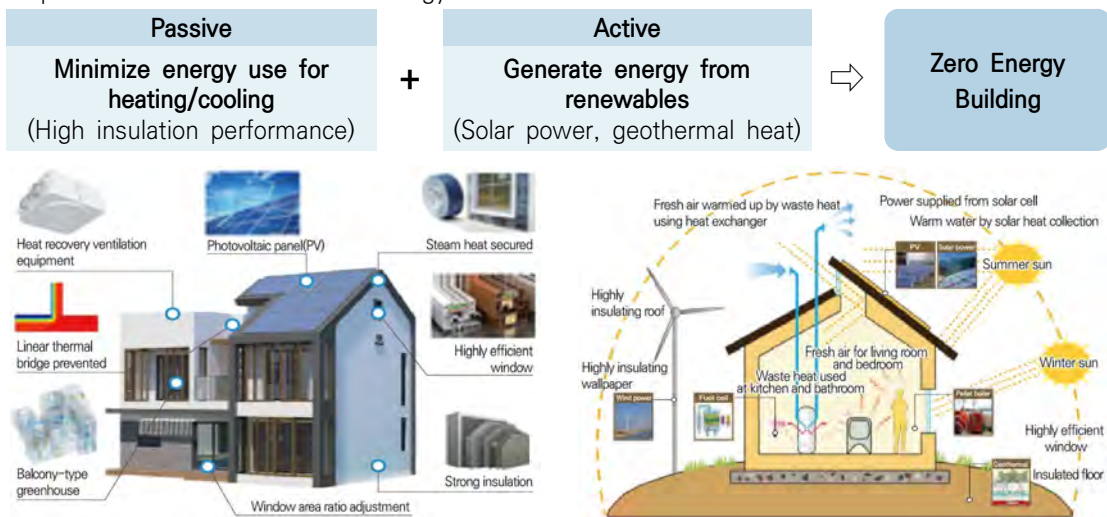 Passive
Minimize energy use for
heating/cooling
(High insulation performance)
+
Active
Generate energy from
renewables
(Solar power, geothermal heat)
⇨
Zero Energy
Building
Heat recovery ventilation
equipment
Photovoltaic panel(PV)
Steam heat secured
Linear thermal
bridge prevented
Highly efficient
window
Balcony-type
greenhouse
Window area ratio adjustment
Strong insulation
Fresh air warmed up by waste heat
using heat exchanger
Power supplied from solar cell
Warm water by solar heat collection
PV
Solar power
Summer sun
Highly
insulating roof
Highly insulating
wallpaper
Fresh air for living room
and bedroom
Waste heat used
at kitchen and bathroom
Winter sun
Wind power
Fuel cell
Pellet boiler
Highly efficient
window
Geothermal
Insulated floor